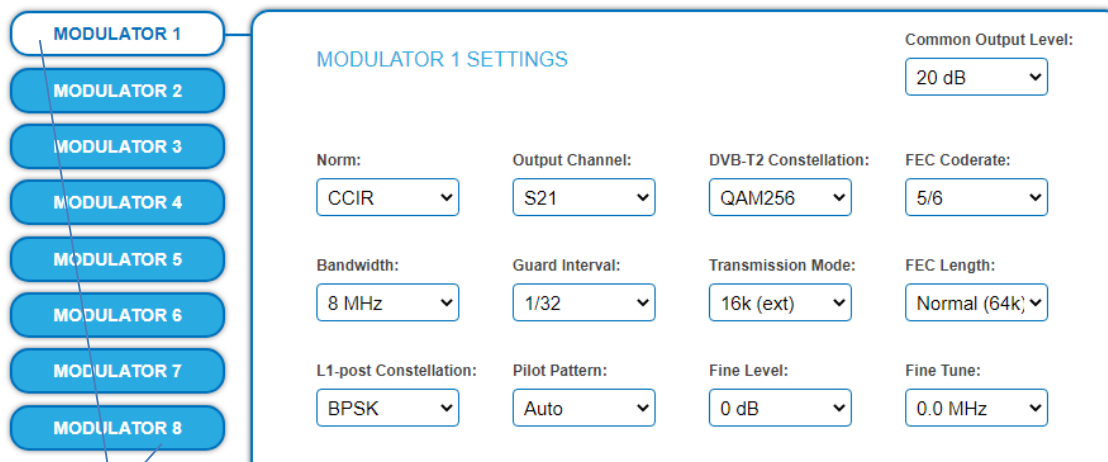 MODULATOR 1
MODULATOR 2
MODULATOR 3
MODULATOR 4
MODULATOR 5
MODULATOR 6
MODULATOR 7
MODULATOR 8
MODULATOR 1 SETTINGS
Common Output Level:
20 dB
Norm: Output Channel: DVB-T2 Constellation: FEC Coderate:
CCIR S21 QAM256 5/6
Bandwidth: Guard Interval: Transmission Mode: FEC Length:
8 MHz 1/32 16k (ext) Normal (64k)
L1-post Constellation: Pilot Pattern: Fine Level: Fine Tune:
BPSK Auto 0 dB 0.0 MHz